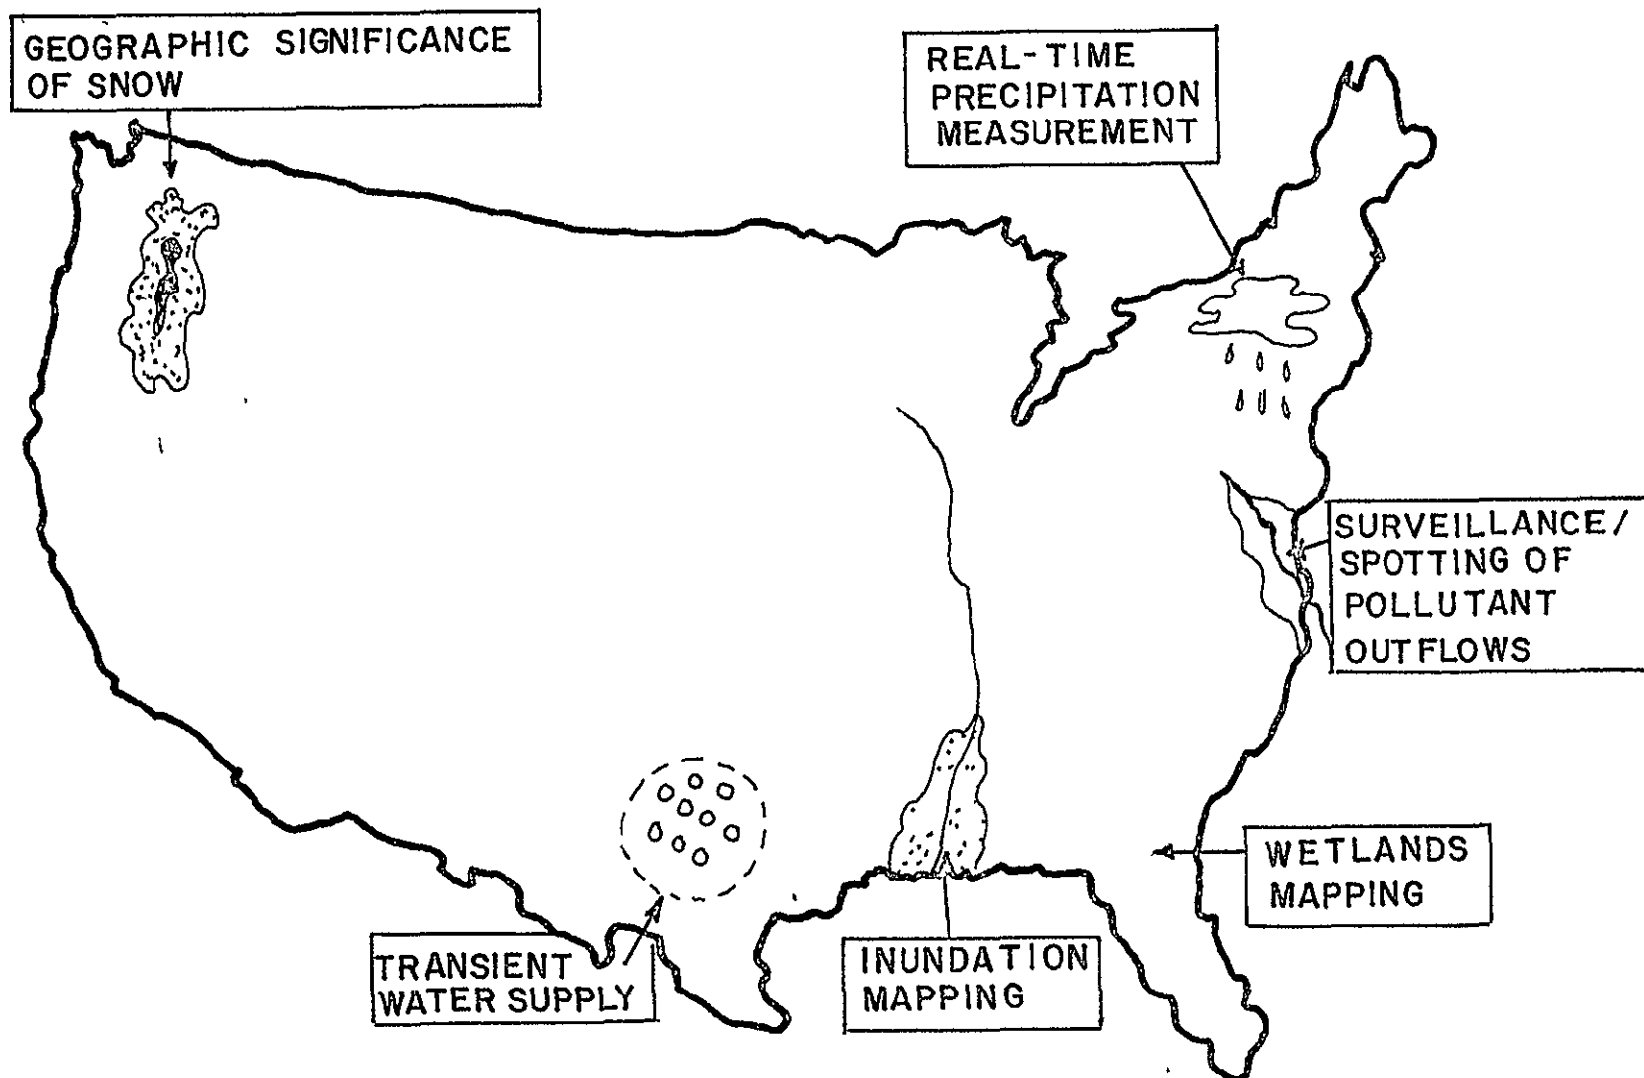 GEOGRAPHIC SIGNIFICANCE
OF SNOW
REAL-TIME
PRECIPITATION
MEASUREMENT
SURVEILLANCE/
SPOTTING OF
POLLUTANT
OUTFLOWS
WETLANDS
MAPPING
TRANSIENT
WATER SUPPLY
INUNDATION
MAPPING